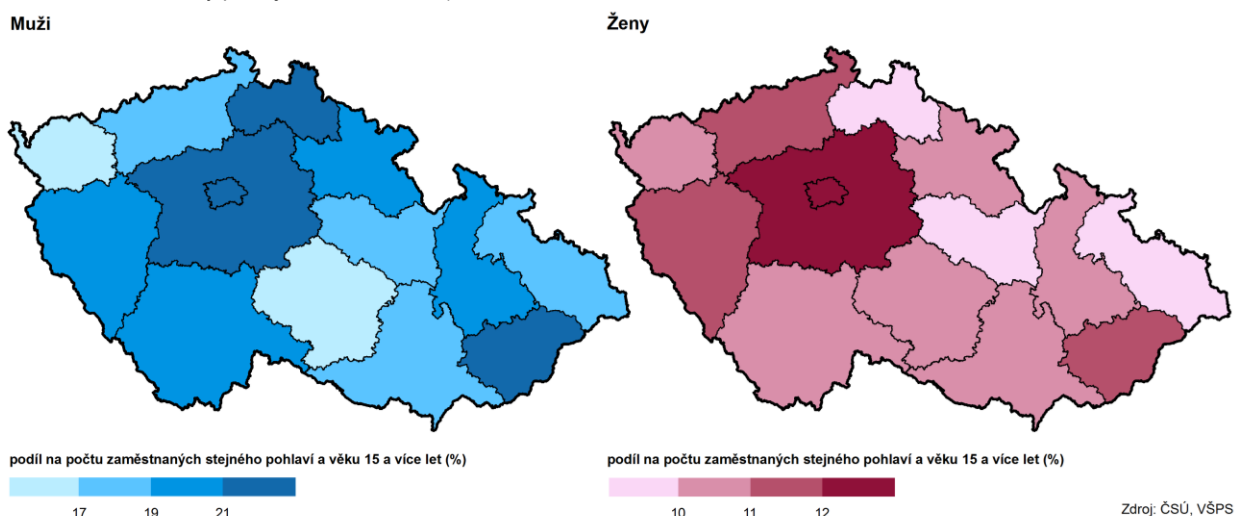 Muži
Ženy
podíl na počtu zaměstnaných stejného pohlaví a věku 15 a více let (%)
17 19 21
podíl na počtu zaměstnaných stejného pohlaví a věku 15 a více let (%)
10 11 12
Zdroj: ČSÚ, VŠPS